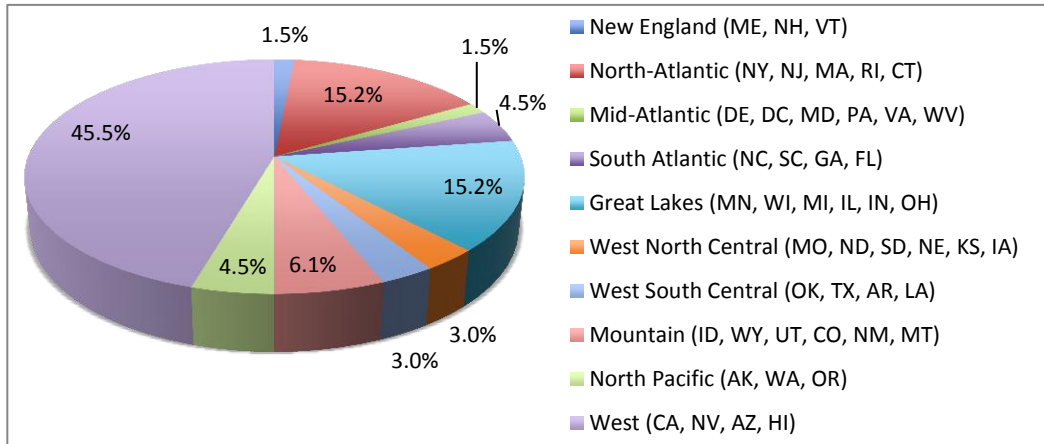 1.5%
15.2%
1.5%
4.5%
15.2%
3.0%
3.0%
6.1%
4.5%
45.5%
New England (ME, NH, VT)
North-Atlantic (NY, NJ, MA, RI, CT)
Mid-Atlantic (DE, DC, MD, PA, VA, WV)
South Atlantic (NC, SC, GA, FL)
Great Lakes (MN, WI, MI, IL, IN, OH)
West North Central (MO, ND, SD, NE, KS, IA)
West South Central (OK, TX, AR, LA)
Mountain (ID, WY, UT, CO, NM, MT)
North Pacific (AK, WA, OR)
West (CA, NV, AZ, HI)